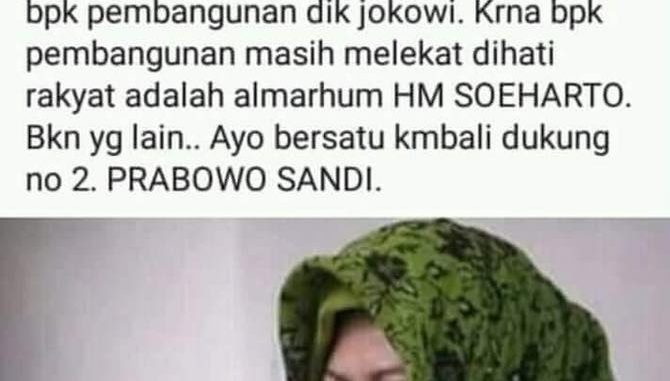 bpk pembangunan dik jokowi. Krna bpk
pembangunan masih melekat dihati
rakyat adalah almarhum HM SOEHARTO.
Bkn yg lain.. Ayo bersatu kmbali dukung
no 2. PRABOWO SANDI.